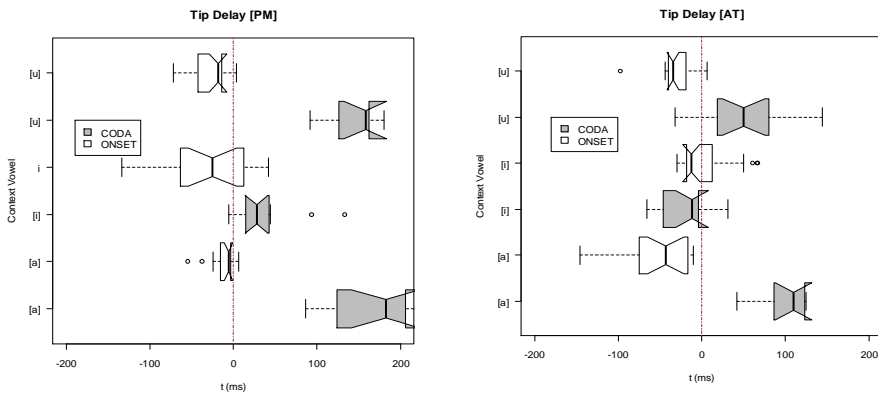 Tip Delay [PM]
[u]
[u]
i
[i]
[a]
[a]
Context Vowel
CODA
ONSET
-200 -100 0 100 200
t (ms)
Tip Delay [AT]
[u]
[u]
[i]
[i]
[a]
[a]
Context Vowel
CODA
ONSET
-200 -100 0 100 200
t (ms)